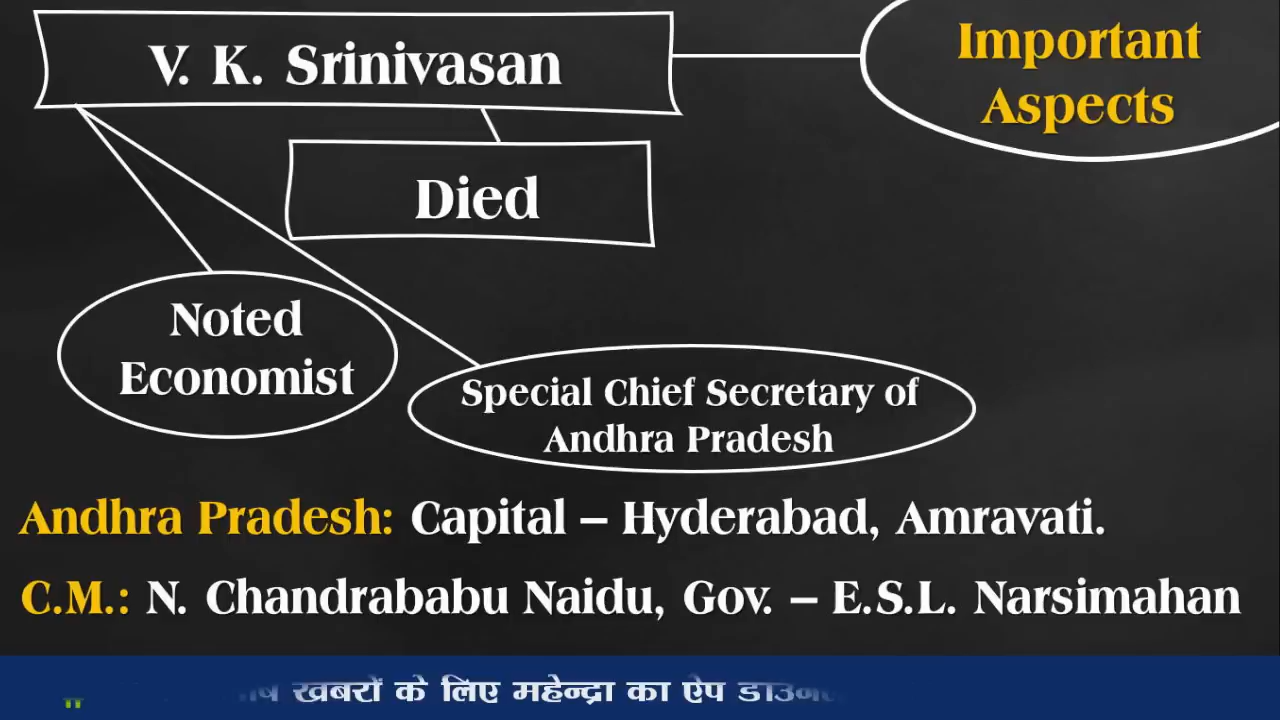 V. K. Srinivasan
Important
Aspects
Died
Noted
Economist
Special Chief Secretary of
Andhra Pradesh
Andhra Pradesh: Capital – Hyderabad, Amravati.
C.M.: N. Chandrababu Naidu, Gov. – E.S.L. Narsimahan
खबरों के लिए महेन्द्रा का ऐप